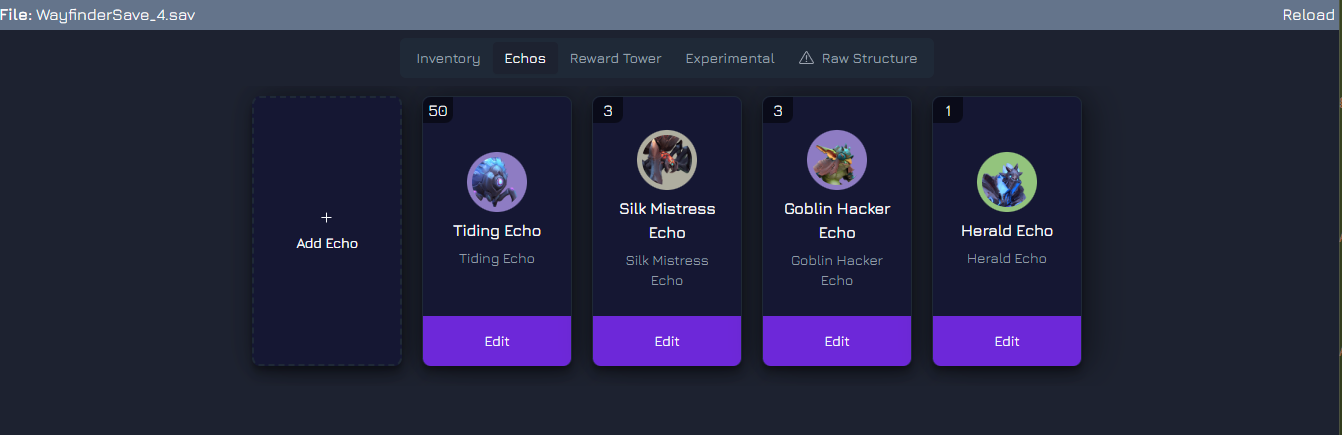 File: WayfinderSave_4.sav
Reload
Inventory
Echos
Reward Tower
Experimental
Raw Structure
+
Add Echo
50
Tiding Echo
Tiding Echo
Edit
3
Silk Mistress
Echo
Silk Mistress
Echo
Edit
3
Goblin Hacker
Echo
Goblin Hacker
Echo
Edit
1
Herald Echo
Herald Echo
Edit